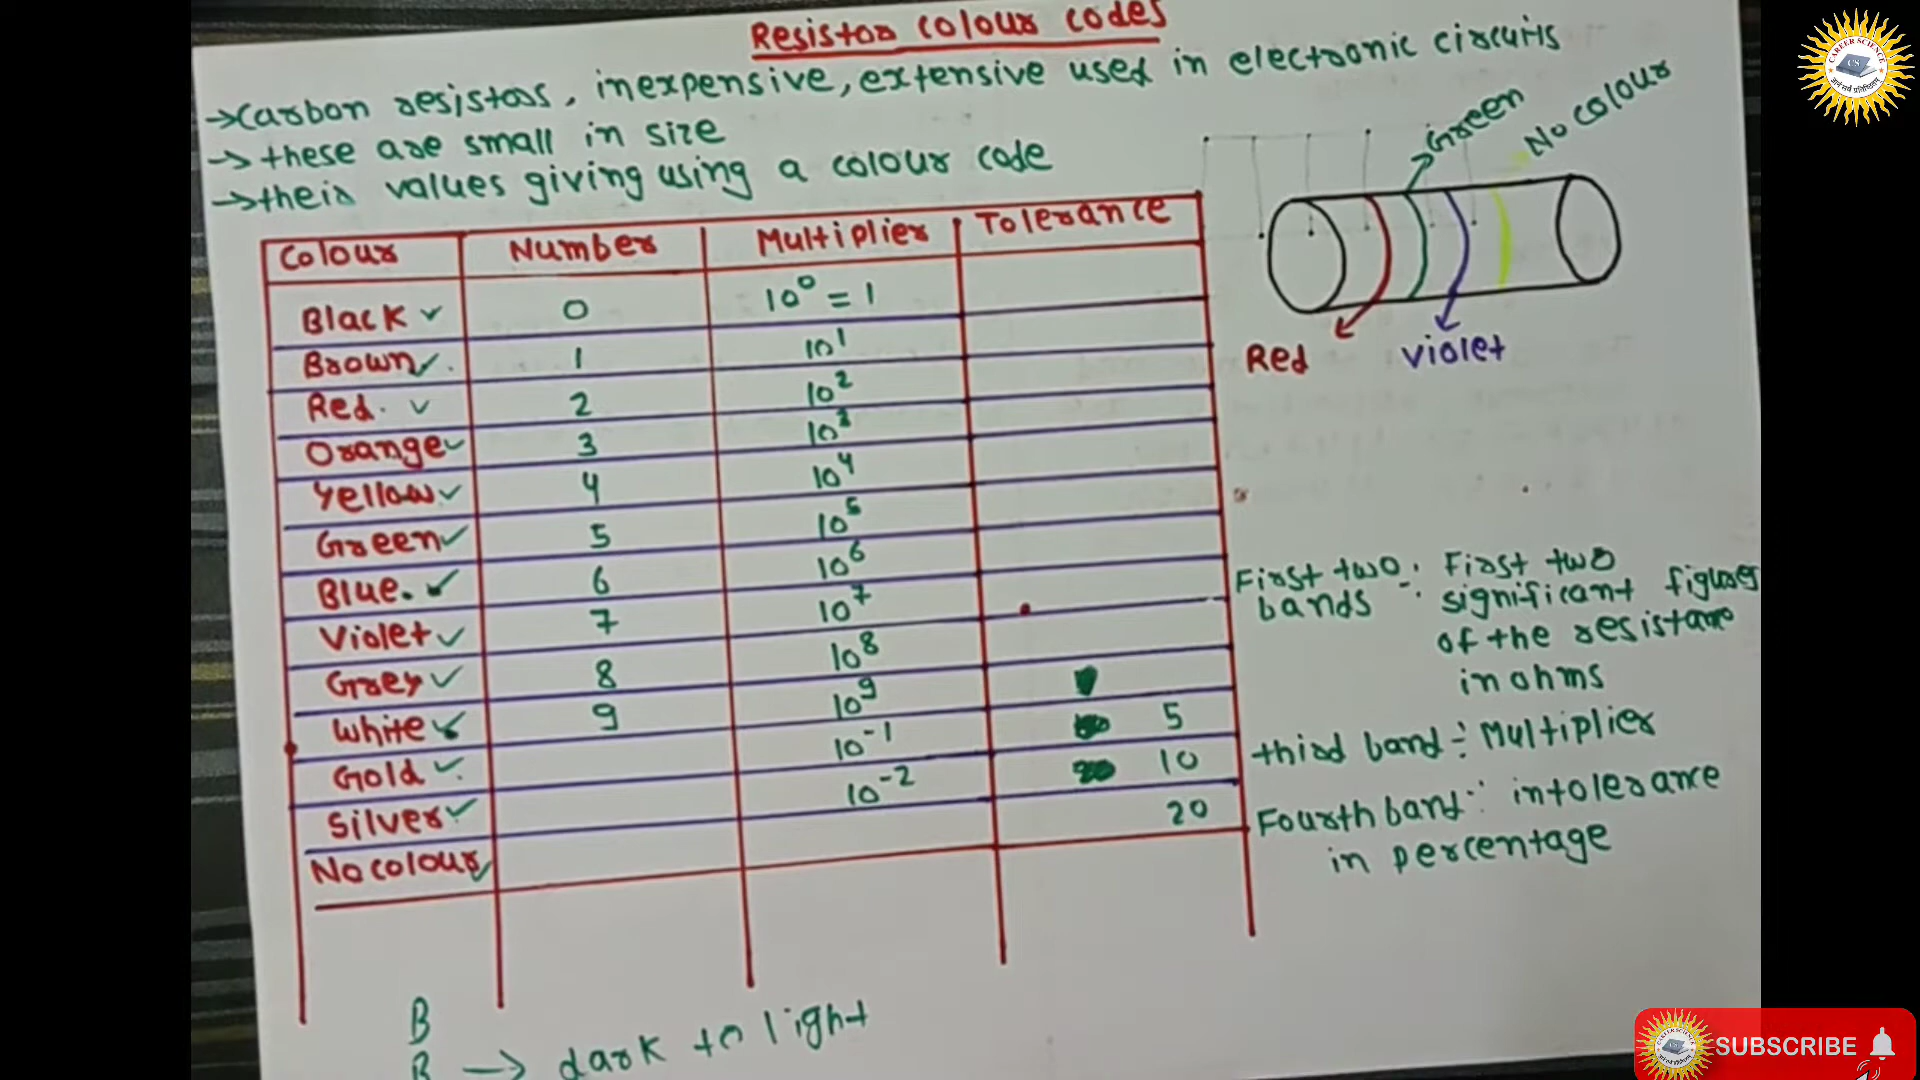 Resistor colour codes
→ carbon resistors, inexpensive, extensive used in electronic circuits
→ these are small in size
→ their values giving using a colour code
Colour Number Multiplier Tolerance
Black ✓ 0 10⁰ = 1
Brown ✓ 1 10¹
Red ✓ 2 10²
Orange ✓ 3 10³
Yellow ✓ 4 10⁴
Green ✓ 5 10⁵
Blue ✓ 6 10⁶
Violet ✓ 7 10⁷
Grey ✓ 8 10⁸
White ✓ 9 10⁹
Gold ✓ 10⁻¹ 5
Silver ✓ 10⁻² 10
No colour ✓ 20
B
B → dark to light
Green
No colour
Red
Violet
First two bands : First two
significant figures
of the resistance
in ohms
third band :- Multiplier
Fourth band :- intolerance
in percentage
CAREER SCIENCE
CS
SUBSCRIBE